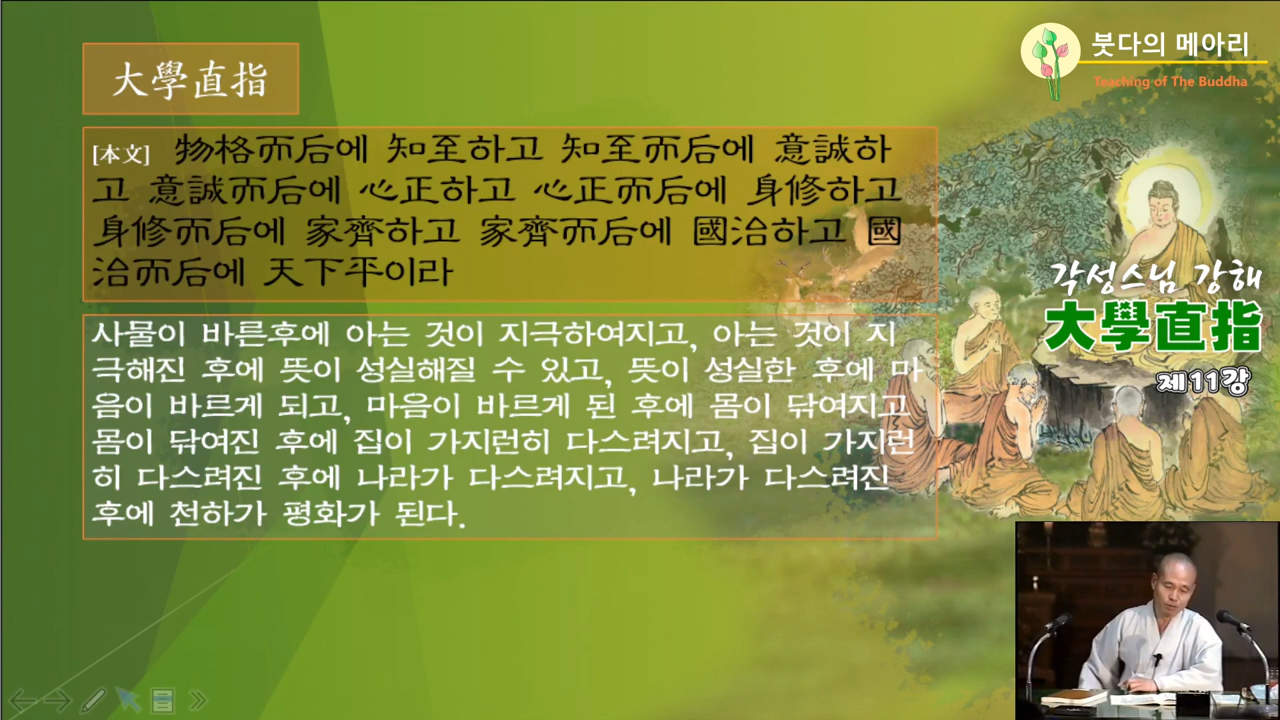 大學直指
[本文] 物格而后에 知至하고 知至而后에 意誠하
고 意誠而后에 心正하고 心正而后에 身修하고
身修而后에 家齊하고 家齊而后에 國治하고 國
治而后에 天下平이라
사물이 바른후에 아는 것이 지극하여지고, 아는 것이 지
극해진 후에 뜻이 성실해질 수 있고, 뜻이 성실한 후에 마
음이 바르게 되고, 마음이 바르게 된 후에 몸이 닦여지고
몸이 닦여진 후에 집이 가지런히 다스려지고, 집이 가지런
히 다스려진 후에 나라가 다스려지고, 나라가 다스려진
후에 천하가 평화가 된다.
붓다의 메아리
Teaching of The Buddha
각성스님 강해
大學直指
제11강